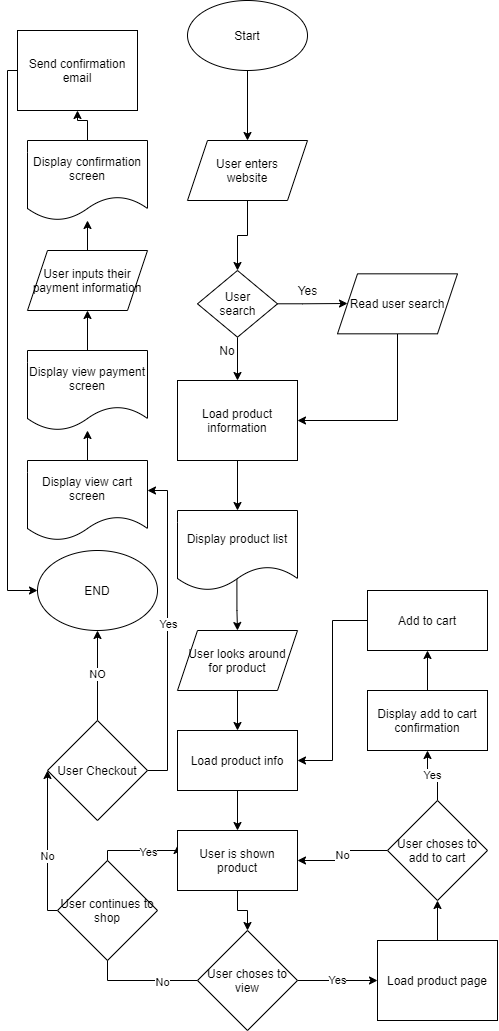 Start
Send confirmation
email
Display confirmation
screen
User enters
website
User inputs their
payment information
User
search
Yes
Read user search
No
Display view payment
screen
Load product
information
Display view cart
screen
Display product list
END
Yes
Add to cart
User looks around
for product
NO
Display add to cart
confirmation
Load product info
User Checkout
Yes
User is shown
product
User choses to
add to cart
No
Yes
No
User continues to
shop
User choses to
view
No
Yes
Load product page